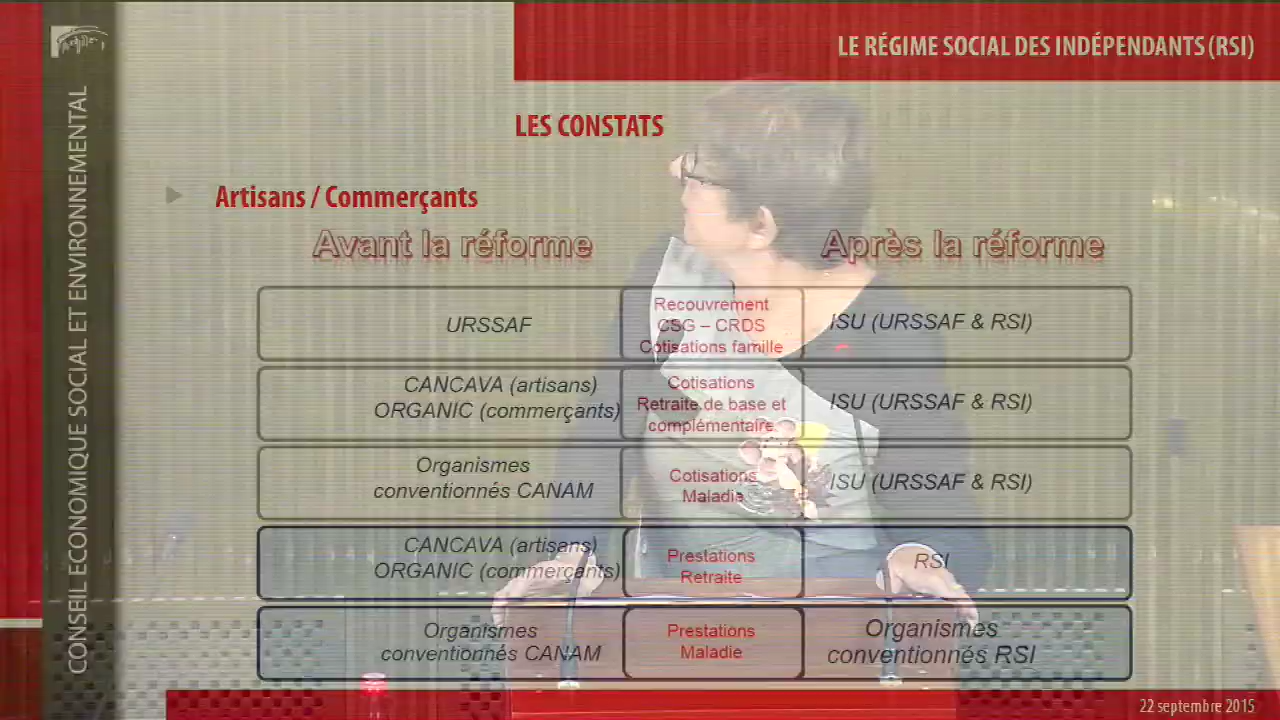 LE RÉGIME SOCIAL DES INDÉPENDANTS (RSI)
CONSEIL ECONOMIQUE SOCIAL ET ENVIRONNEMENTAL
LES CONSTATS
Artisans / Commerçants
Avant la réforme
Après la réforme
URSSAF
Recouvrement
CSG – CRDS
Cotisations famille
ISU (URSSAF & RSI)
CANCAVA (artisans)
ORGANIC (commerçants)
Cotisations
Retraite de base et
complémentaire
ISU (URSSAF & RSI)
Organismes
conventionnés CANAM
Cotisations
Maladie
ISU (URSSAF & RSI)
CANCAVA (artisans)
ORGANIC (commerçants)
Prestations
Retraite
RSI
Organismes
conventionnés CANAM
Prestations
Maladie
Organismes
conventionnés RSI
22 septembre 2015